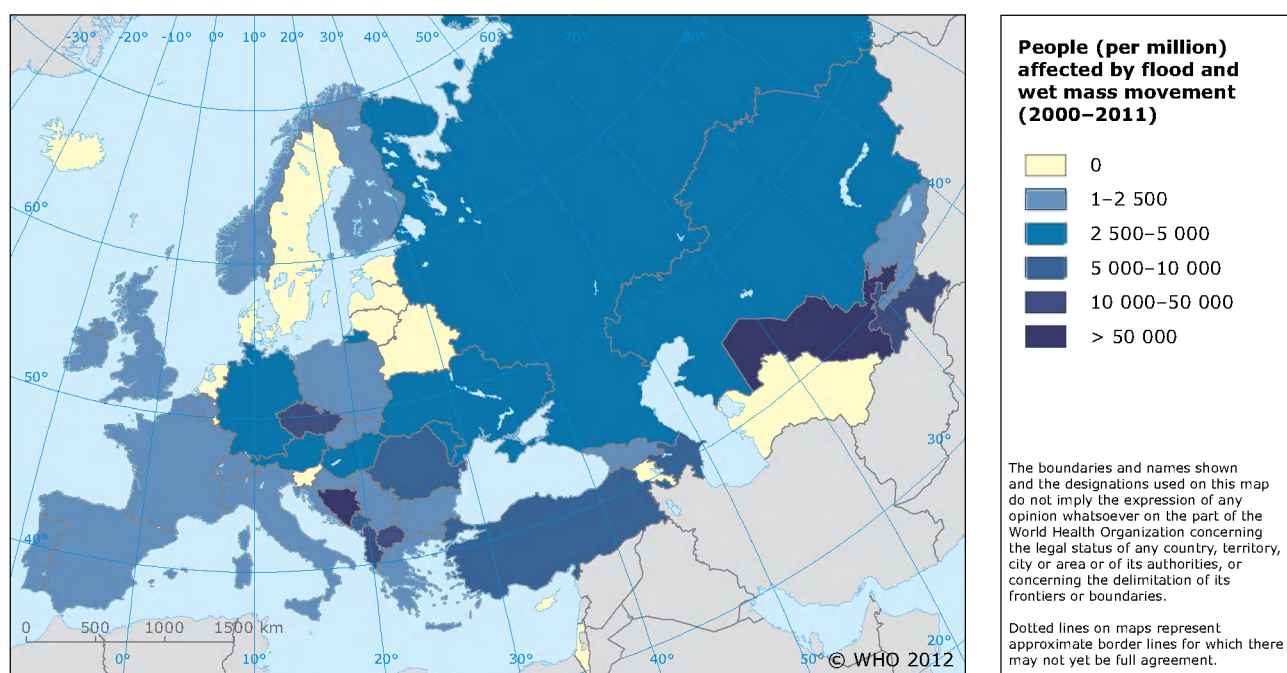 -30° -20° -10° 0° 10° 20° 30° 40° 50° 60° 70° 80° 90°
60°
50°
40°
40°
30°
20°
0 500 1000 1500 km
0° 10° 20° 30° 40° 50°
© WHO 2012
People (per million)
affected by flood and
wet mass movement
(2000–2011)
0
1–2 500
2 500–5 000
5 000–10 000
10 000–50 000
> 50 000
The boundaries and names shown
and the designations used on this map
do not imply the expression of any
opinion whatsoever on the part of the
World Health Organization concerning
the legal status of any country, territory,
city or area or of its authorities, or
concerning the delimitation of its
frontiers or boundaries.
Dotted lines on maps represent
approximate border lines for which there
may not yet be full agreement.